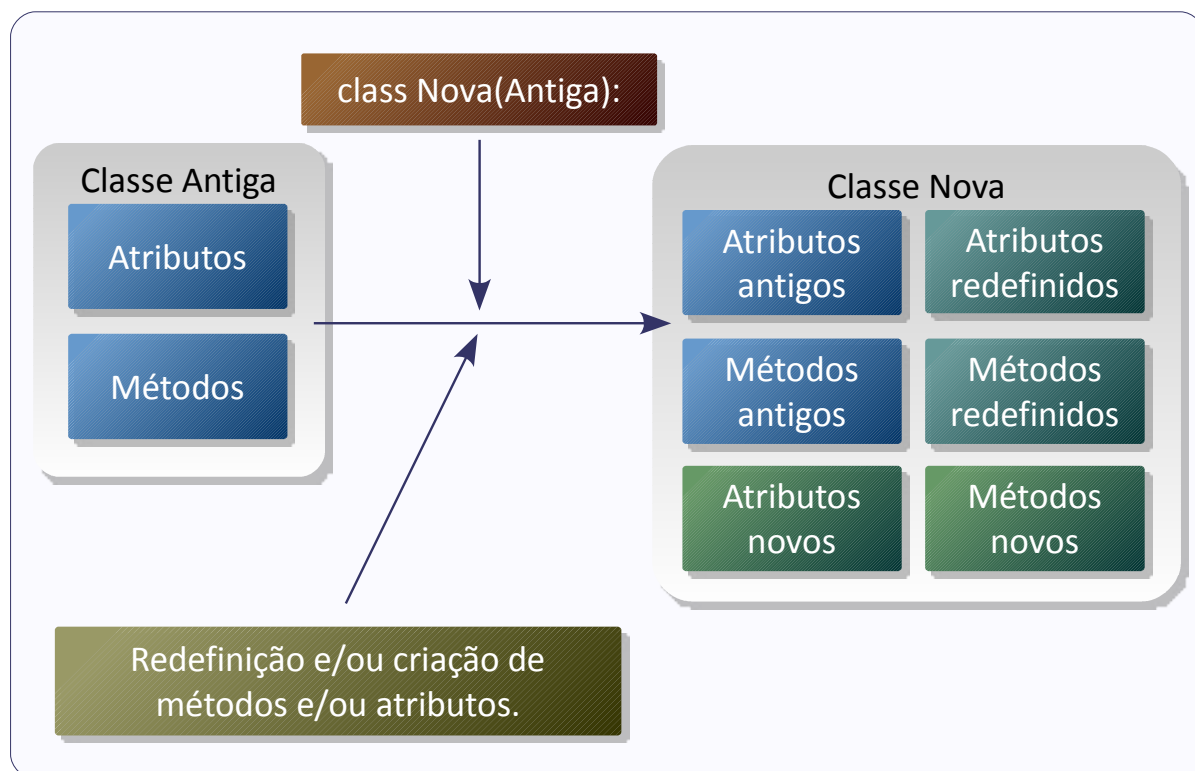 class Nova(Antiga):
Classe Antiga
Atributos
Métodos
Classe Nova
Atributos
antigos
Atributos
redefinidos
Métodos
antigos
Métodos
redefinidos
Atributos
novos
Métodos
novos
Redefinição e/ou criação de
métodos e/ou atributos.